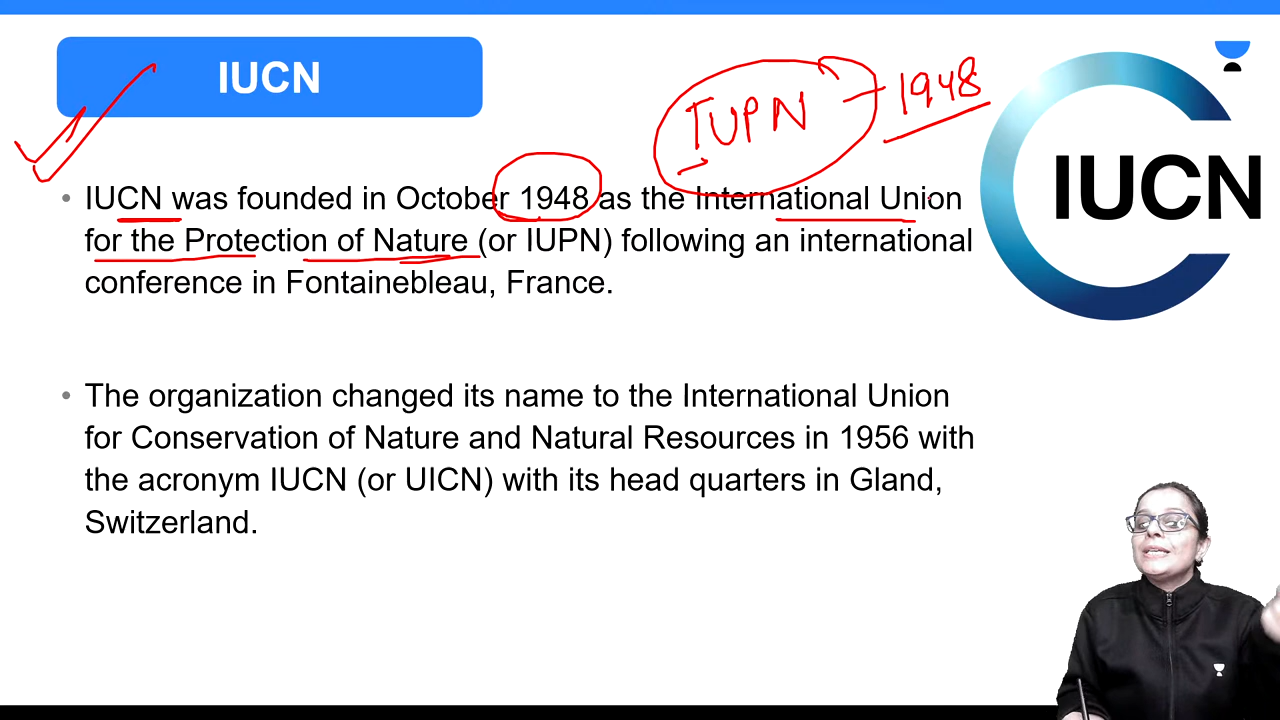 IUCN
IUPN
1948
IUCN
• IUCN was founded in October 1948 as the International Union
for the Protection of Nature (or IUPN) following an international
conference in Fontainebleau, France.
• The organization changed its name to the International Union
for Conservation of Nature and Natural Resources in 1956 with
the acronym IUCN (or UICN) with its head quarters in Gland,
Switzerland.